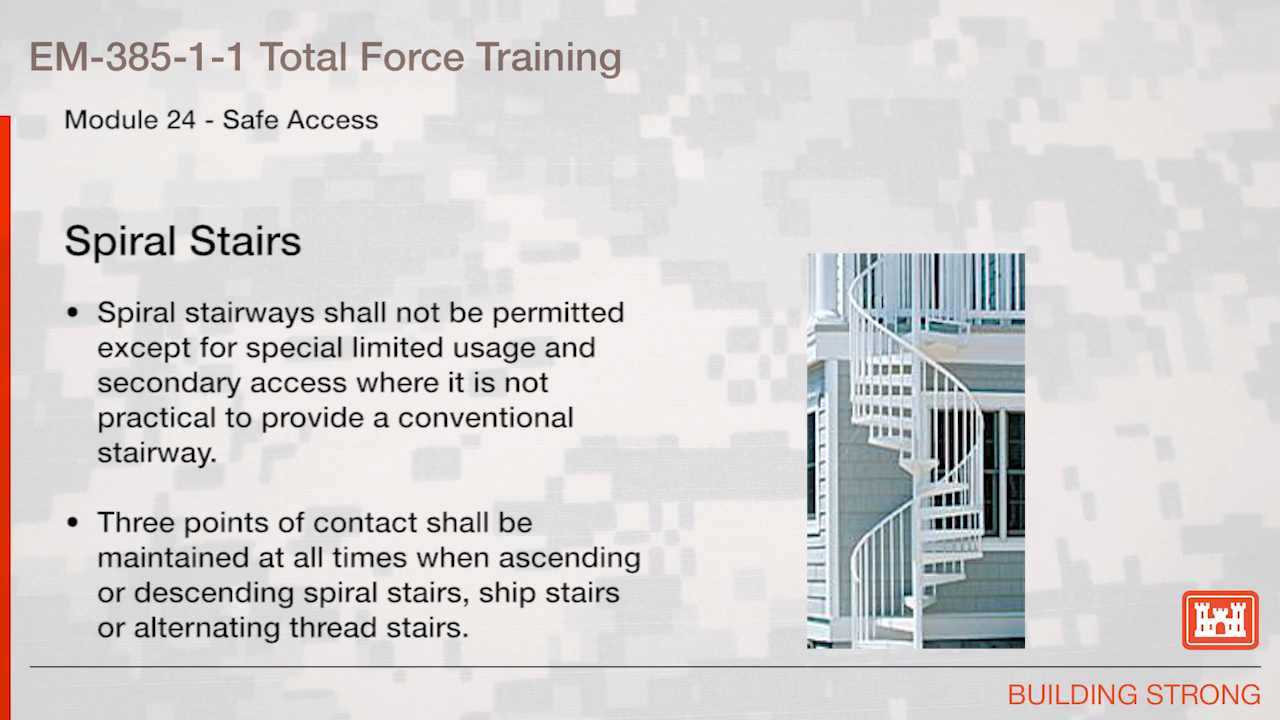 EM-385-1-1 Total Force Training
Module 24 - Safe Access
Spiral Stairs
• Spiral stairways shall not be permitted
except for special limited usage and
secondary access where it is not
practical to provide a conventional
stairway.
• Three points of contact shall be
maintained at all times when ascending
or descending spiral stairs, ship stairs
or alternating thread stairs.
BUILDING STRONG